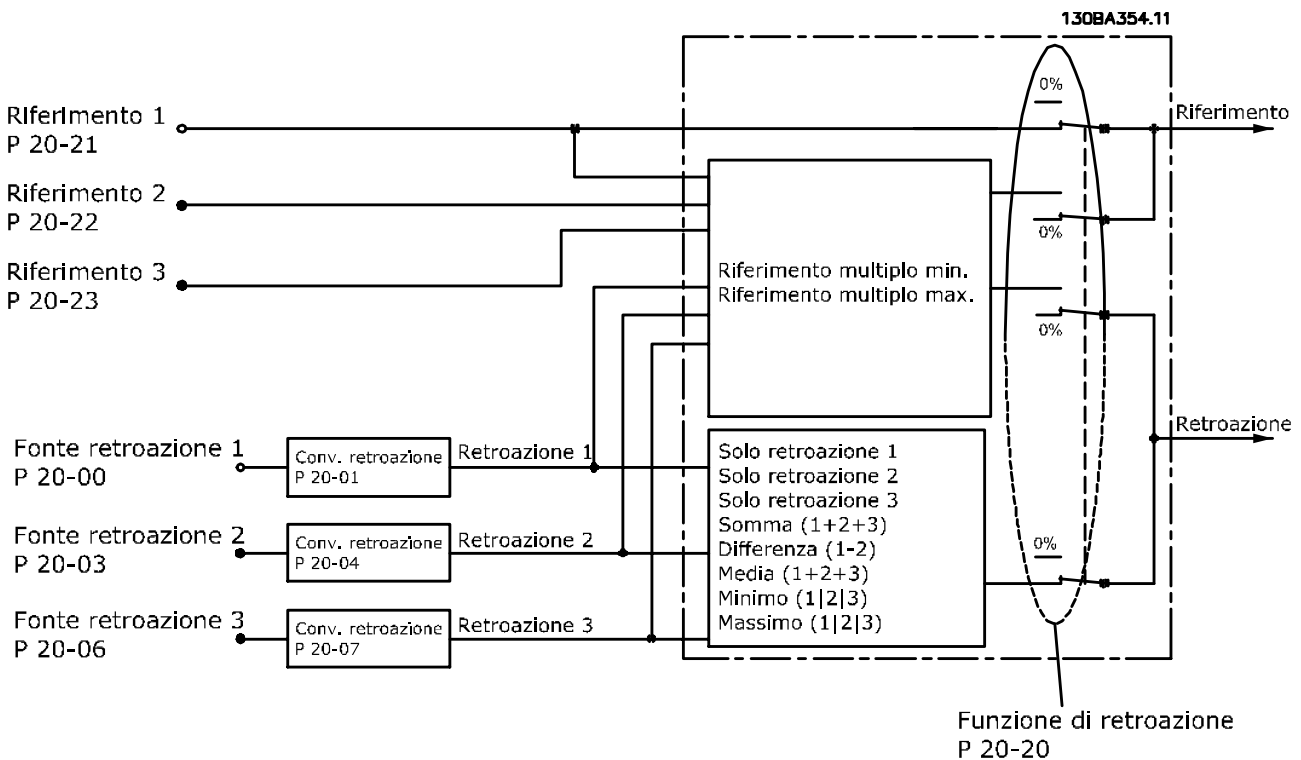 130BA354.11
0%
Riferimento 1
P 20-21
Riferimento
Riferimento 2
P 20-22
0%
Riferimento 3
P 20-23
Riferimento multiplo min.
Riferimento multiplo max.
0%
Retroazione
Fonte retroazione 1
P 20-00
Conv. retroazione
P 20-01
Retroazione 1
Solo retroazione 1
Solo retroazione 2
Solo retroazione 3
Somma (1+2+3)
Differenza (1-2)
Media (1+2+3)
Minimo (1|2|3)
Massimo (1|2|3)
0%
Fonte retroazione 2
P 20-03
Conv. retroazione
P 20-04
Retroazione 2
Fonte retroazione 3
P 20-06
Conv. retroazione
P 20-07
Retroazione 3
Funzione di retroazione
P 20-20